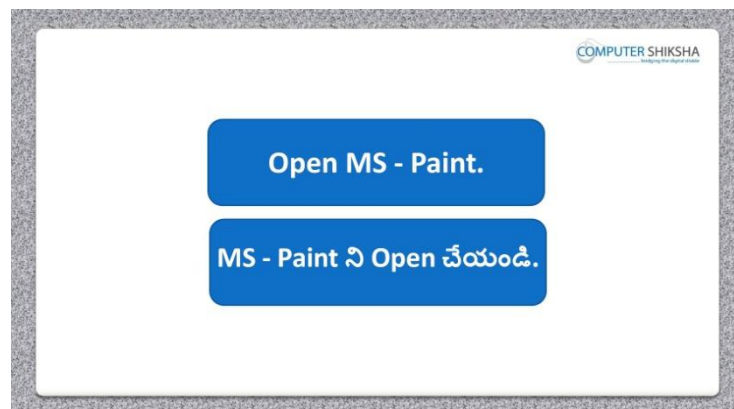 COMPUTER SHIKSHA
bridging the digital divide
Open MS - Paint.
MS - Paint ని Open చేయండి.